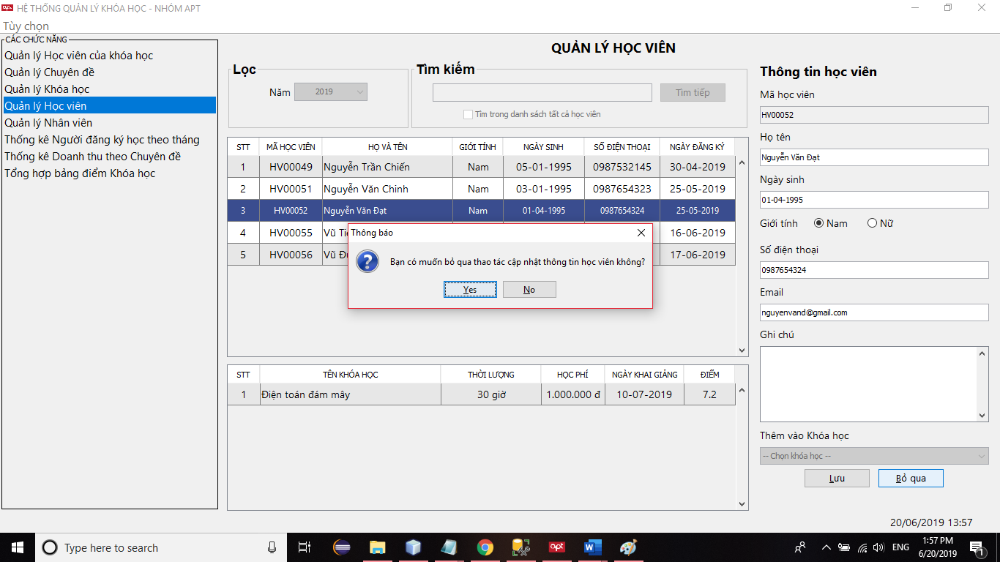 apt HỆ THỐNG QUẢN LÝ KHÓA HỌC - NHÓM APT
Tùy chọn
CÁC CHỨC NĂNG
Quản lý Học viên của khóa học
Quản lý Chuyên đề
Quản lý Khóa học
Quản lý Học viên
Quản lý Nhân viên
Thống kê Người đăng ký học theo tháng
Thống kê Doanh thu theo Chuyên đề
Tổng hợp bảng điểm Khóa học
QUẢN LÝ HỌC VIÊN
Lọc
Năm 2019
Tìm kiếm
Tìm tiếp
Tìm trong danh sách tất cả học viên
STT MÃ HỌC VIÊN HỌ VÀ TÊN GIỚI TÍNH NGÀY SINH SỐ ĐIỆN THOẠI NGÀY ĐĂNG KÝ
1 HV00049 Nguyễn Trần Chiến Nam 05-01-1995 0987532145 30-04-2019
2 HV00051 Nguyễn Văn Chinh Nam 03-01-1995 0987654323 25-05-2019
3 HV00052 Nguyễn Văn Đạt Nam 01-04-1995 0987654324 25-05-2019
4 HV00055 Vũ 16-06-2019
5 HV00056 Vũ 17-06-2019
Thông báo
Bạn có muốn bỏ qua thao tác cập nhật thông tin học viên không?
Yes No
STT TÊN KHÓA HỌC THỜI LƯỢNG HỌC PHÍ NGÀY KHAI GIẢNG ĐIỂM
1 Điện toán đám mây 30 giờ 1.000.000 đ 10-07-2019 7.2
Thông tin học viên
Mã học viên
HV00052
Họ tên
Nguyễn Văn Đạt
Ngày sinh
01-04-1995
Giới tính Nam Nữ
Số điện thoại
0987654324
Email
nguyenvand@gmail.com
Ghi chú
Thêm vào Khóa học
-- Chọn khóa học --
Lưu Bỏ qua
20/06/2019 13:57
Type here to search
apt
W
ENG
1:57 PM
6/20/2019
1